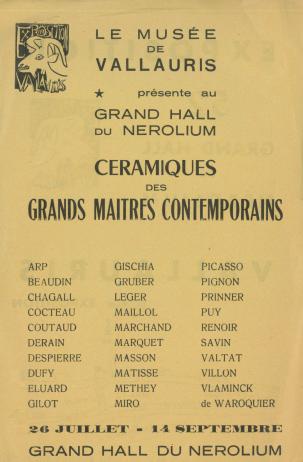 EXPOSITION
VALLAURIS
LE MUSÉE
DE
VALLAURIS
★ présente au
GRAND HALL
DU NEROLIUM
CERAMIQUES
DES
GRANDS MAITRES CONTEMPORAINS
ARP GISCHIA PICASSO
BEAUDIN GRUBER PIGNON
CHAGALL LEGER PRINNER
COCTEAU MAILLOL PUY
COUTAUD MARCHAND RENOIR
DERAIN MARQUET SAVIN
DESPIERRE MASSON VALTAT
DUFY MATISSE VILLON
ELUARD METHEY VLAMINCK
GILOT MIRO de WAROQUIER
26 JUILLET - 14 SEPTEMBRE
GRAND HALL DU NEROLIUM